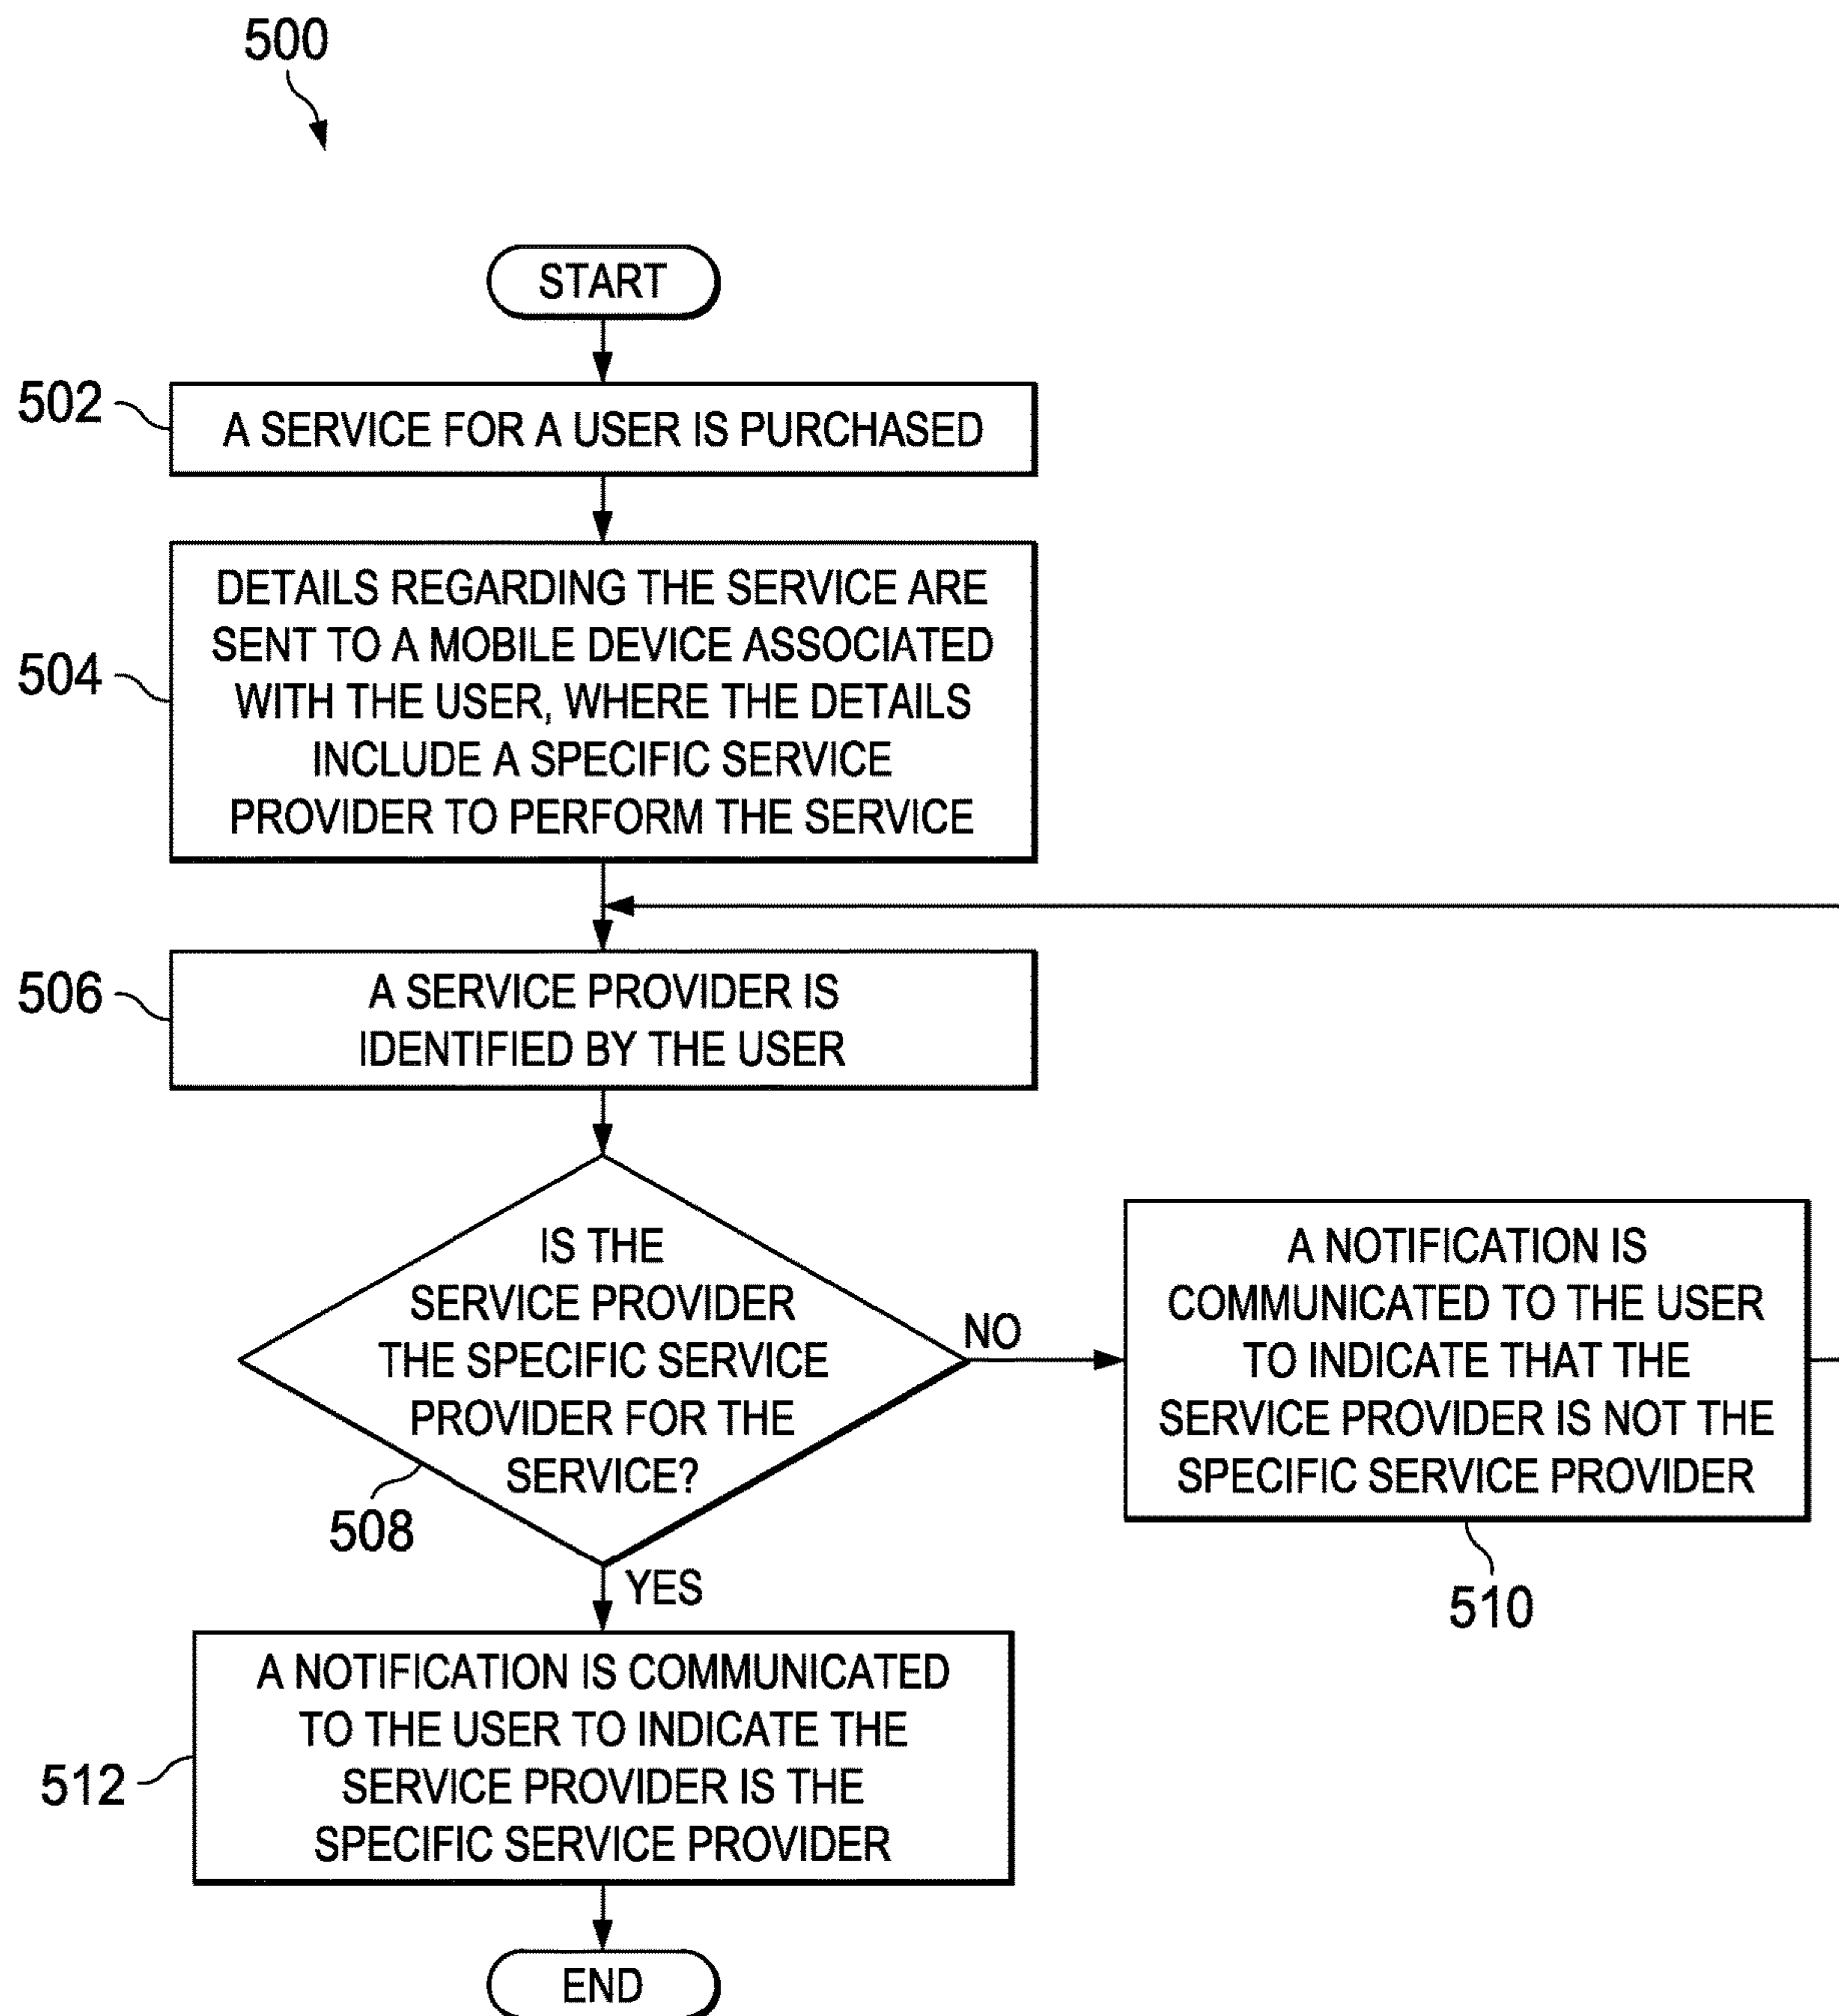 500
START
502
A SERVICE FOR A USER IS PURCHASED
504
DETAILS REGARDING THE SERVICE ARE
SENT TO A MOBILE DEVICE ASSOCIATED
WITH THE USER, WHERE THE DETAILS
INCLUDE A SPECIFIC SERVICE
PROVIDER TO PERFORM THE SERVICE
506
A SERVICE PROVIDER IS
IDENTIFIED BY THE USER
IS THE
SERVICE PROVIDER
THE SPECIFIC SERVICE
PROVIDER FOR THE
SERVICE?
508
NO
A NOTIFICATION IS
COMMUNICATED TO THE USER
TO INDICATE THAT THE
SERVICE PROVIDER IS NOT THE
SPECIFIC SERVICE PROVIDER
510
YES
512
A NOTIFICATION IS COMMUNICATED
TO THE USER TO INDICATE THE
SERVICE PROVIDER IS THE
SPECIFIC SERVICE PROVIDER
END